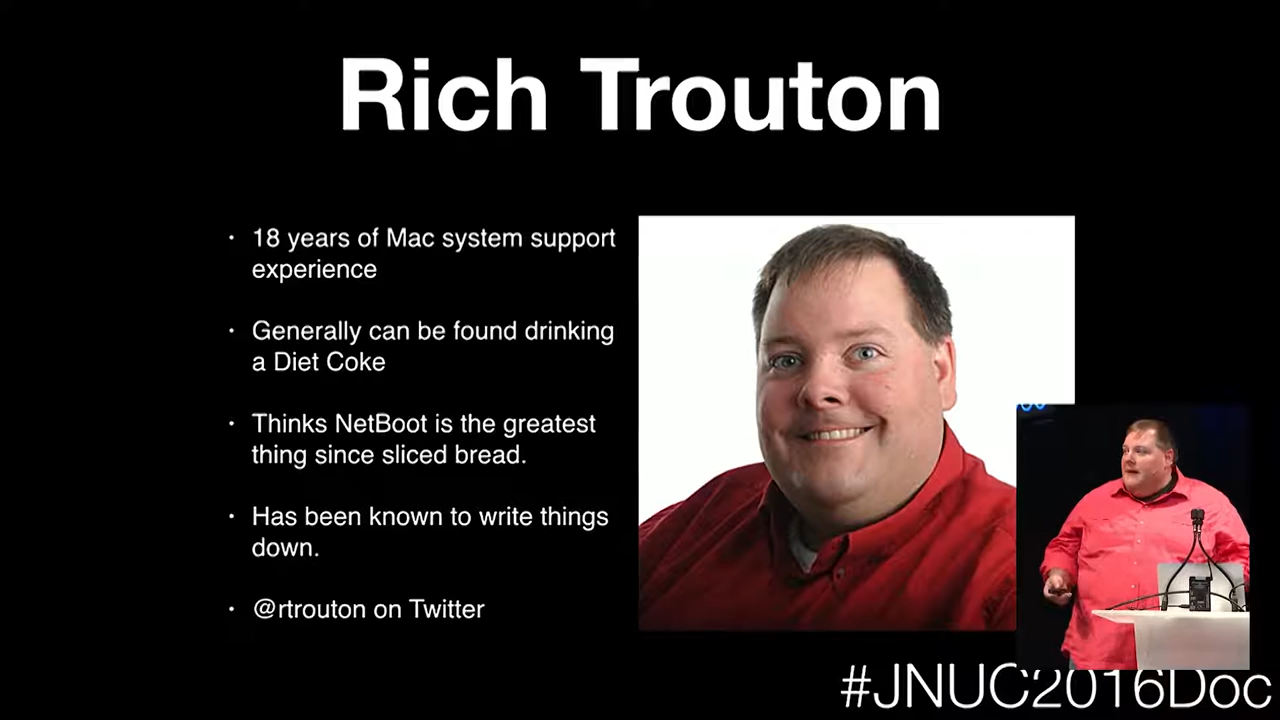 Rich Trouton
• 18 years of Mac system support
experience
• Generally can be found drinking
a Diet Coke
• Thinks NetBoot is the greatest
thing since sliced bread.
• Has been known to write things
down.
• @rtrouton on Twitter
#JNUC2016Doc